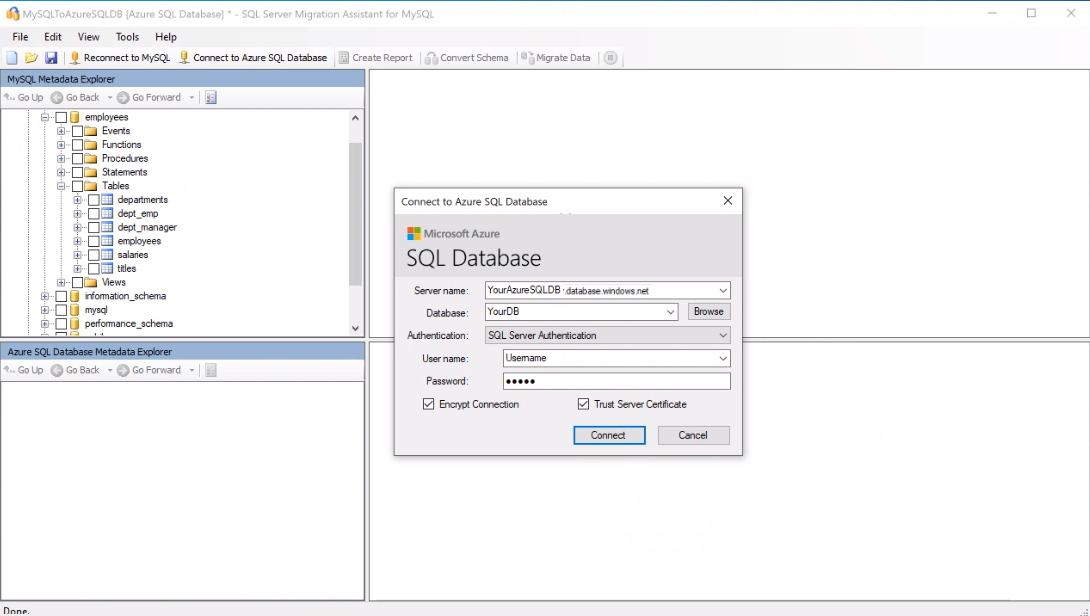 MySQLToAzureSQLDB [Azure SQL Database] * - SQL Server Migration Assistant for MySQL
File Edit View Tools Help
Reconnect to MySQL Connect to Azure SQL Database Create Report Convert Schema Migrate Data
MySQL Metadata Explorer
Go Up Go Back Go Forward
employees
Events
Functions
Procedures
Statements
Tables
departments
dept_emp
dept_manager
employees
salaries
titles
Views
information_schema
mysql
performance_schema
Azure SQL Database Metadata Explorer
Go Up Go Back Go Forward
Connect to Azure SQL Database
Microsoft Azure
SQL Database
Server name: YourAzureSQLDB .database.windows.net
Database: YourDB Browse
Authentication: SQL Server Authentication
User name: Username
Password: •••••
Encrypt Connection Trust Server Certificate
Connect Cancel
Done.